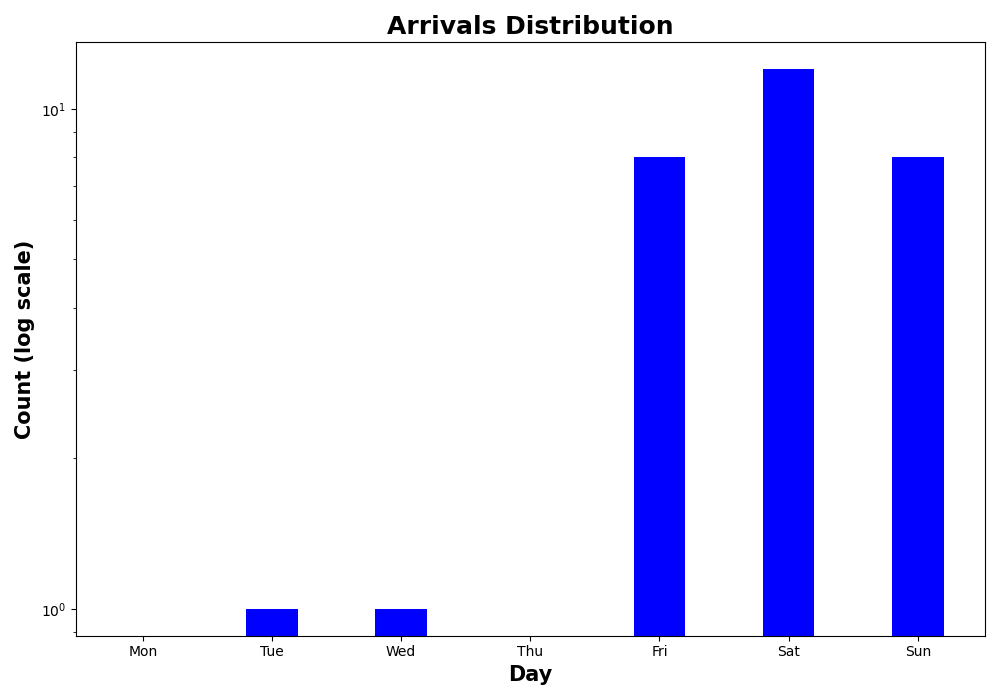 Arrivals Distribution
Count (log scale)
10¹
10⁰
Mon Tue Wed Thu Fri Sat Sun
Day